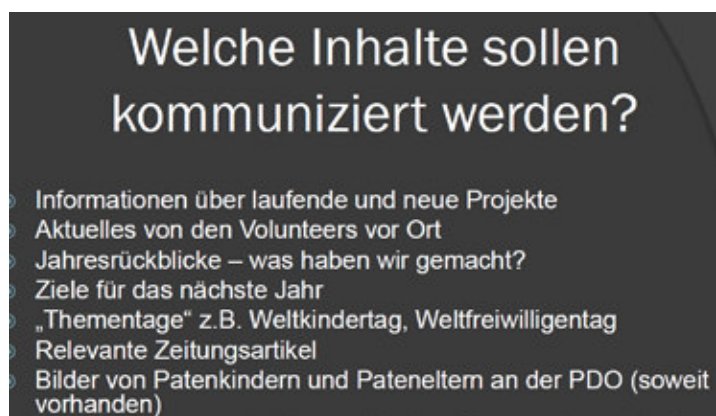 Welche Inhalte sollen
kommuniziert werden?
Informationen über laufende und neue Projekte
Aktuelles von den Volunteers vor Ort
Jahresrückblicke – was haben wir gemacht?
Ziele für das nächste Jahr
„Thementage“ z.B. Weltkindertag, Weltfreiwilligentag
Relevante Zeitungsartikel
Bilder von Patenkindern und Pateneltern an der PDO (soweit
vorhanden)